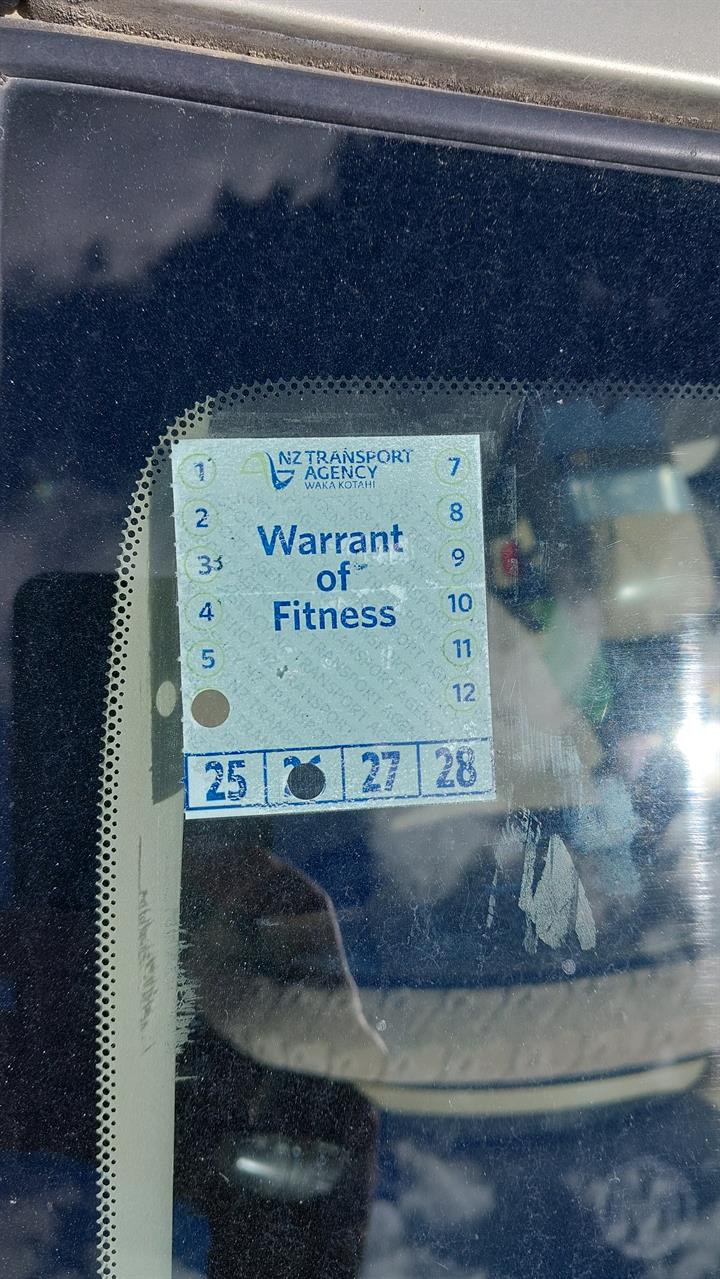 NZ TRANSPORT
AGENCY
WAKA KOTAHI
1
2
3
4
5
7
8
9
10
11
12
Warrant
of
Fitness
25 27 28